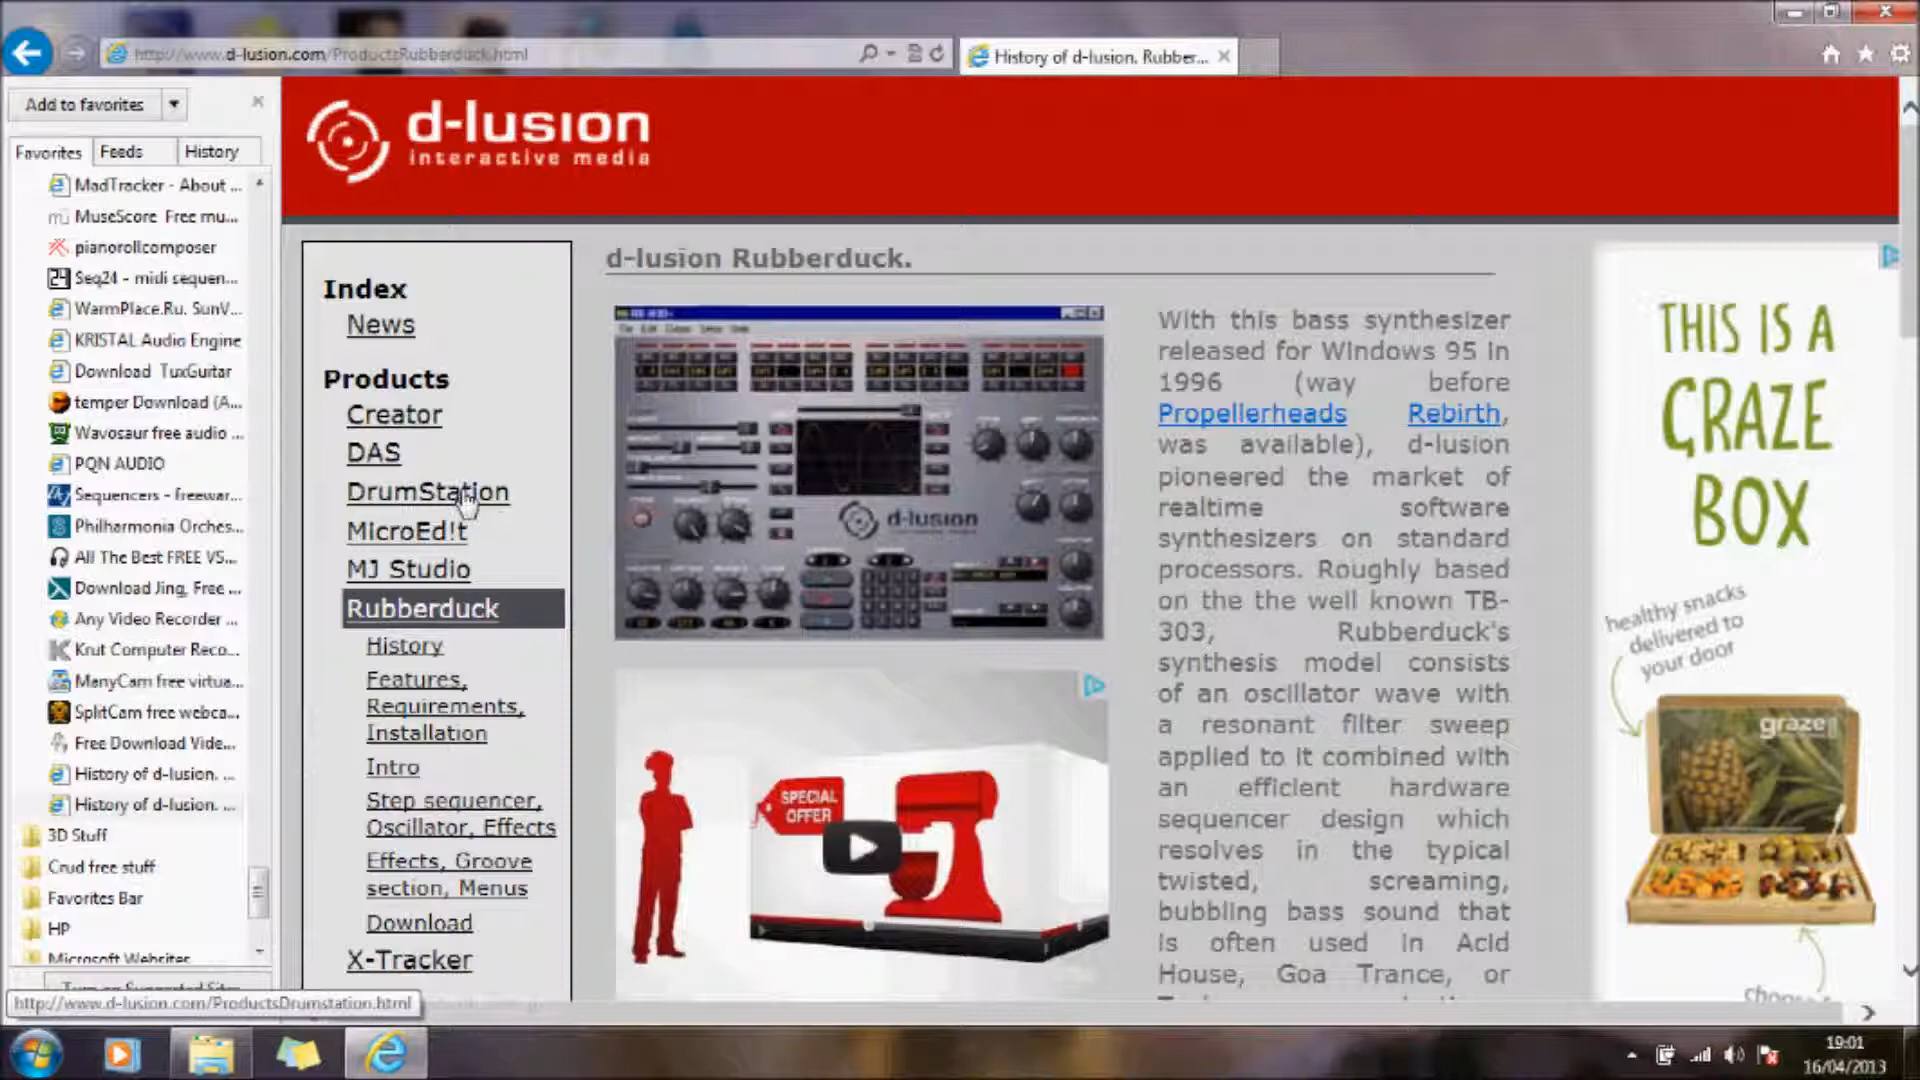 http://www.d-lusion.com/ProductsRubberduck.html
History of d-lusion. Rubber...
Add to favorites
Favorites
Feeds
History
MadTracker - About ...
MuseScore Free mu...
pianorollcomposer
Seq24 - midi sequen...
WarmPlace.Ru. SunV...
KRISTAL Audio Engine
Download TuxGuitar
temper Download (A...
Wavosaur free audio ...
PQN AUDIO
Sequencers - freewar...
Philharmonia Orches...
All The Best FREE VS...
Download Jing, Free ...
Any Video Recorder ...
Krut Computer Reco...
ManyCam free virtua...
SplitCam free webca...
Free Download Vide...
History of d-lusion. ...
History of d-lusion. ...
3D Stuff
Crud free stuff
Favorites Bar
HP
Microsoft Websites
http://www.d-lusion.com/ProductsDrumstation.html
d-lusion
interactive media
Index
News
Products
Creator
DAS
DrumStation
MicroEd!t
MJ Studio
Rubberduck
History
Features,
Requirements,
Installation
Intro
Step sequencer,
Oscillator, Effects
Effects, Groove
section, Menus
Download
X-Tracker
d-lusion Rubberduck.
d-lusion
SPECIAL
OFFER
With this bass synthesizer
released for Windows 95 in
1996 (way before
Propellerheads Rebirth,
was available), d-lusion
pioneered the market of
realtime software
synthesizers on standard
processors. Roughly based
on the the well known TB-
303, Rubberduck's
synthesis model consists
of an oscillator wave with
a resonant filter sweep
applied to it combined with
an efficient hardware
sequencer design which
resolves in the typical
twisted, screaming,
bubbling bass sound that
is often used in Acid
House, Goa Trance, or
THIS IS A
GRAZE
BOX
healthy snacks
delivered to
your door
graze
19:01
16/04/2013